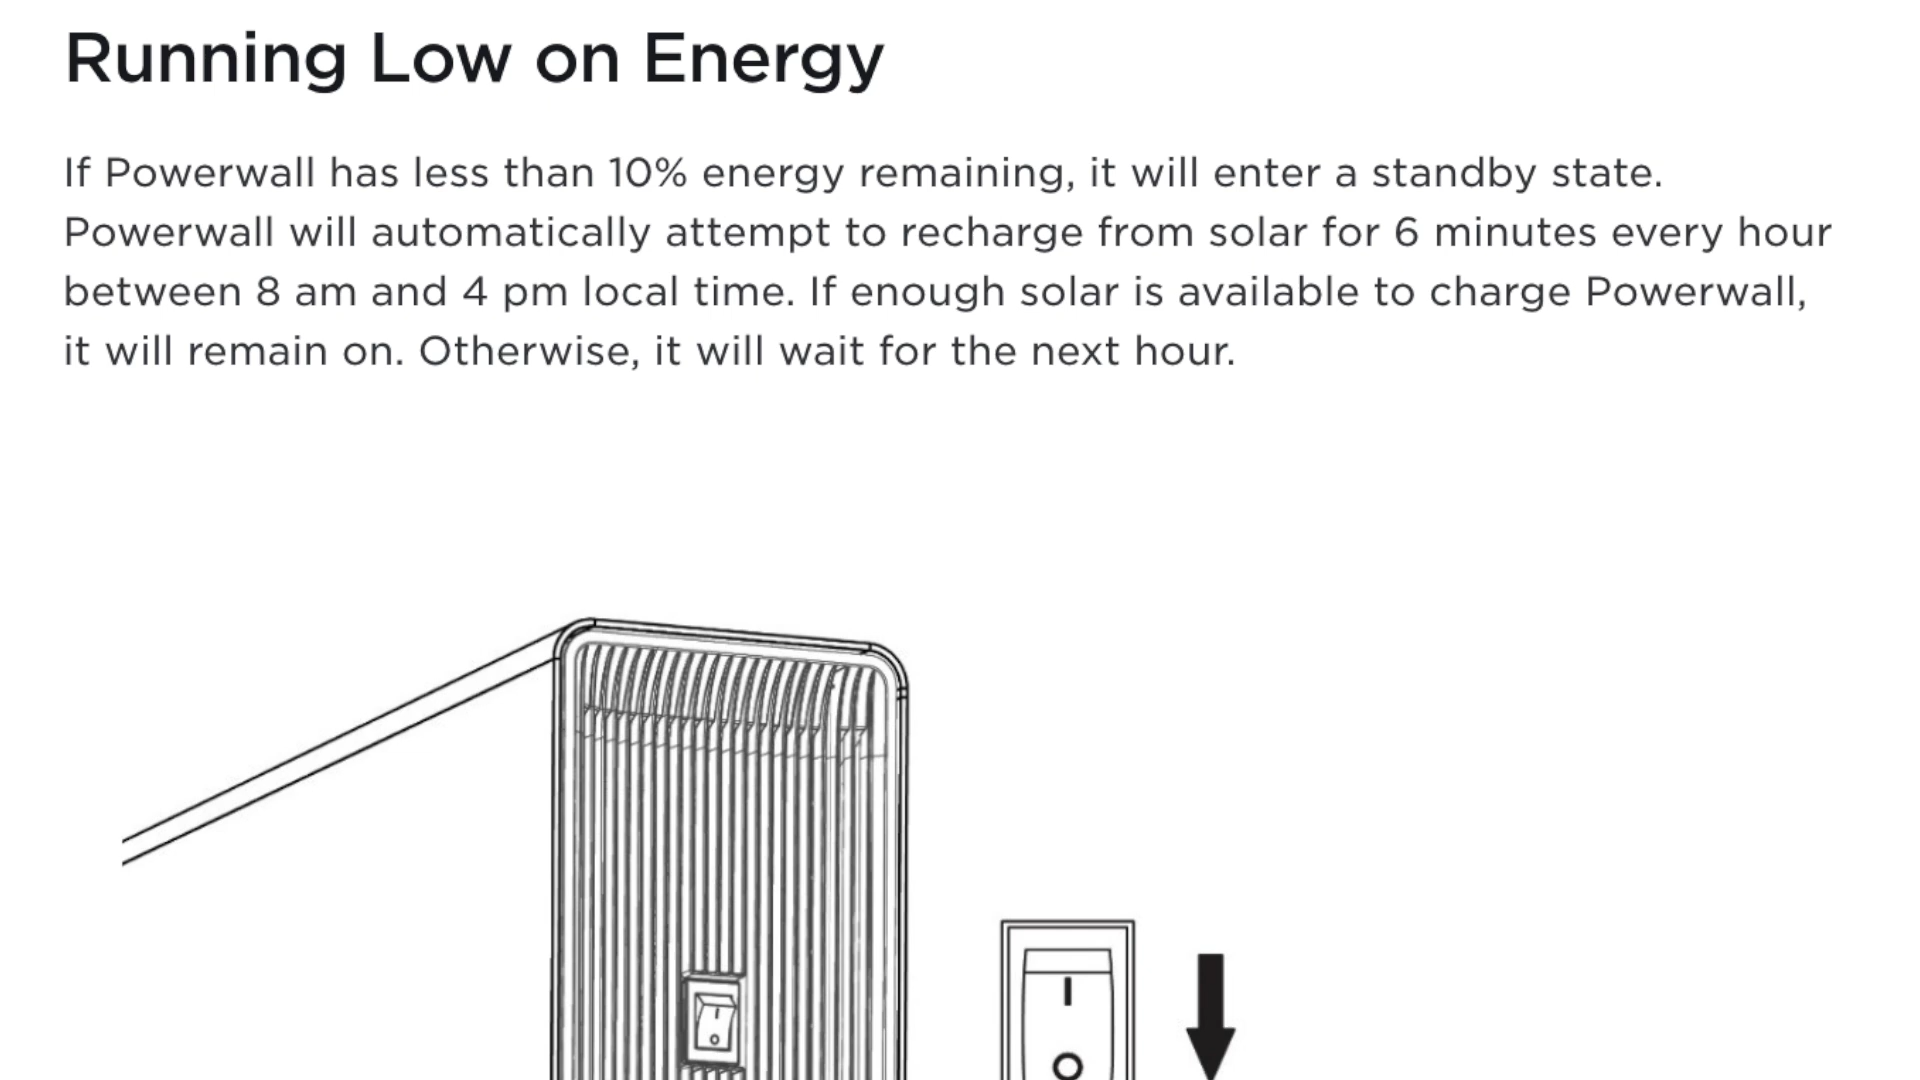 Running Low on Energy
If Powerwall has less than 10% energy remaining, it will enter a standby state.
Powerwall will automatically attempt to recharge from solar for 6 minutes every hour
between 8 am and 4 pm local time. If enough solar is available to charge Powerwall,
it will remain on. Otherwise, it will wait for the next hour.